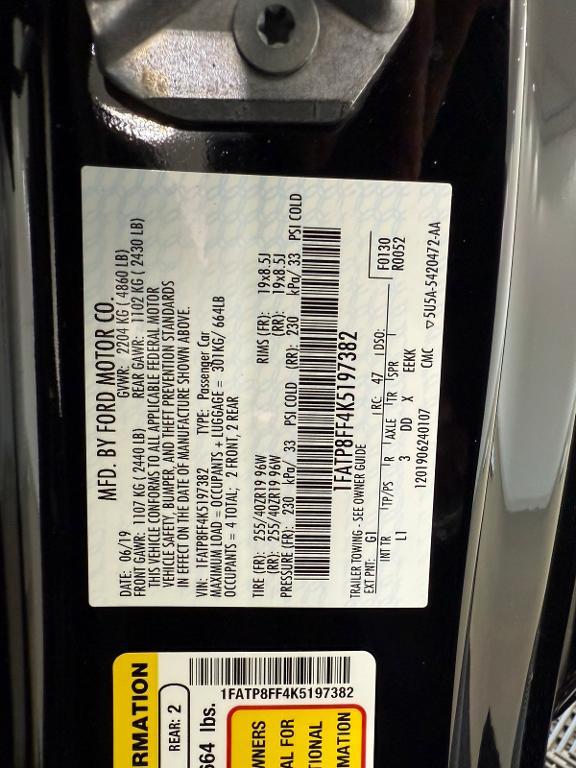 MFD. BY FORD MOTOR CO.
DATE: 06/19 GVWR: 2204 KG ( 4860 LB)
FRONT GAWR: 1107 KG ( 2440 LB) REAR GAWR: 1102 KG ( 2430 LB)
THIS VEHICLE CONFORMS TO ALL APPLICABLE FEDERAL MOTOR
VEHICLE SAFETY, BUMPER, AND THEFT PREVENTION STANDARDS
IN EFFECT ON THE DATE OF MANUFACTURE SHOWN ABOVE.
VIN: 1FATP8FF4K5197382 TYPE: Passenger Car
MAXIMUM LOAD = OCCUPANTS + LUGGAGE = 301KG/ 664LB
OCCUPANTS = 4 TOTAL; 2 FRONT, 2 REAR
TIRE (FR): 255/40ZR19 96W RIMS (FR): 19x8.5J
(RR): 255/40ZR19 96W (RR): 19x8.5J
PRESSURE (FR): 230 kPa/ 33 PSI COLD (RR): 230 kPa/ 33 PSI COLD
1FATP8FF4K5197382
TRAILER TOWING - SEE OWNER GUIDE
EXT PNT: G1 RC: 47 DSO: F0130
R0052
INT TR TP/PS R AXLE TR SPR
L1 3 DD X EEKK
1201906240107 CMC ▽5U5A-5420472-AA
RMATION
REAR: 2
664 lbs.
1FATP8FF4K5197382
OWNERS
AL FOR
TIONAL
MATION